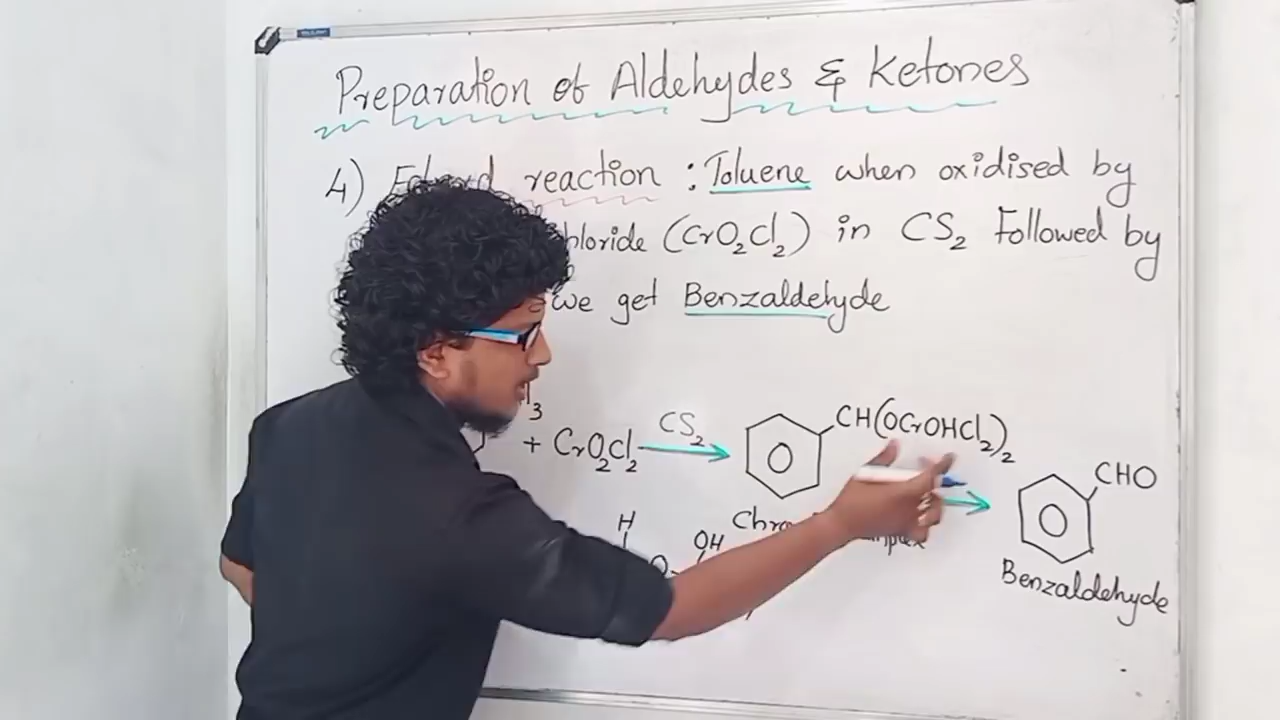 Preparation of Aldehydes & Ketones
4) reaction : Toluene when oxidised by
hloride (CrO₂Cl₂) in CS₂ Followed by
we get Benzaldehyde
3
+ CrO₂Cl₂ CS₂ CH(OCrOHCl₂)₂
CHO
H
OH
O
Benzaldehyde